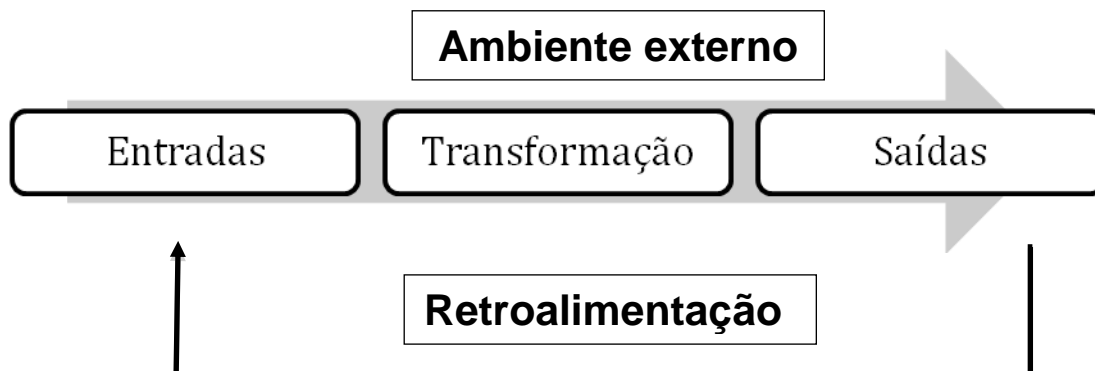 Ambiente externo
Entradas
Transformação
Saídas
Retroalimentação